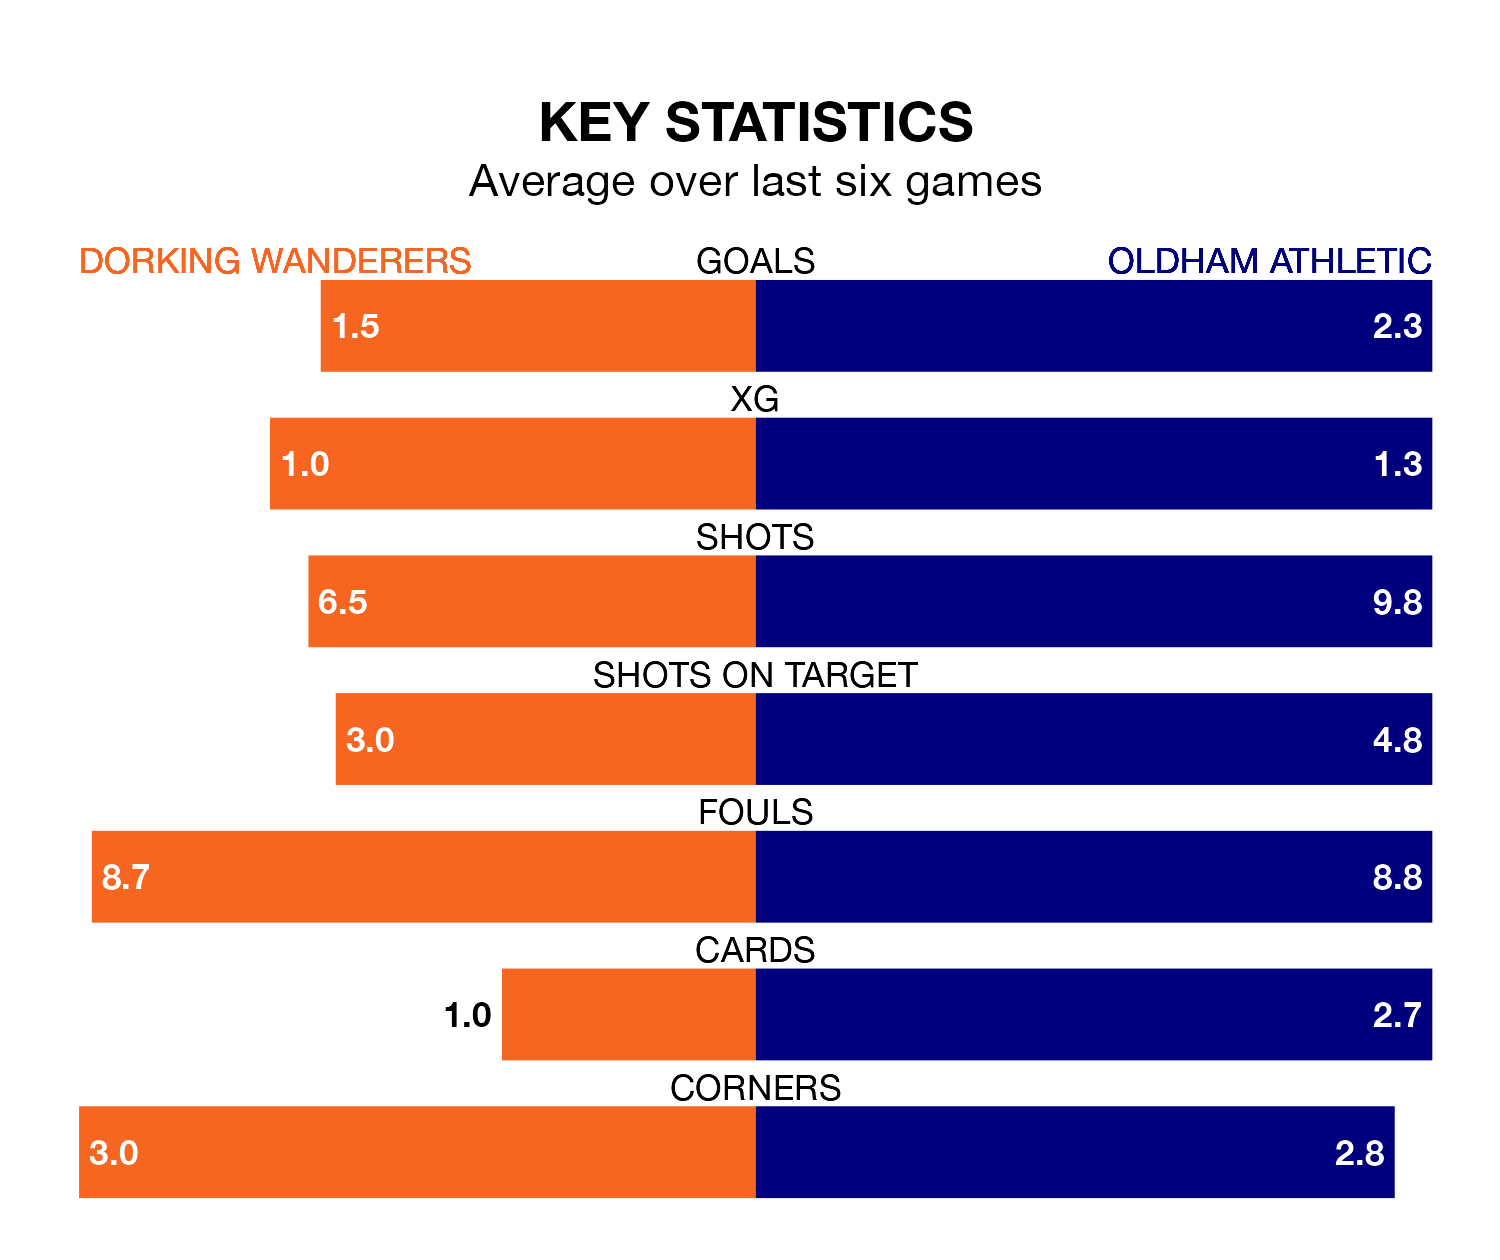 KEY STATISTICS
Average over last six games
DORKING WANDERERS GOALS OLDHAM ATHLETIC
1.5 2.3
XG
1.0 1.3
SHOTS
6.5 9.8
SHOTS ON TARGET
3.0 4.8
FOULS
8.7 8.8
CARDS
1.0 2.7
CORNERS
3.0 2.8